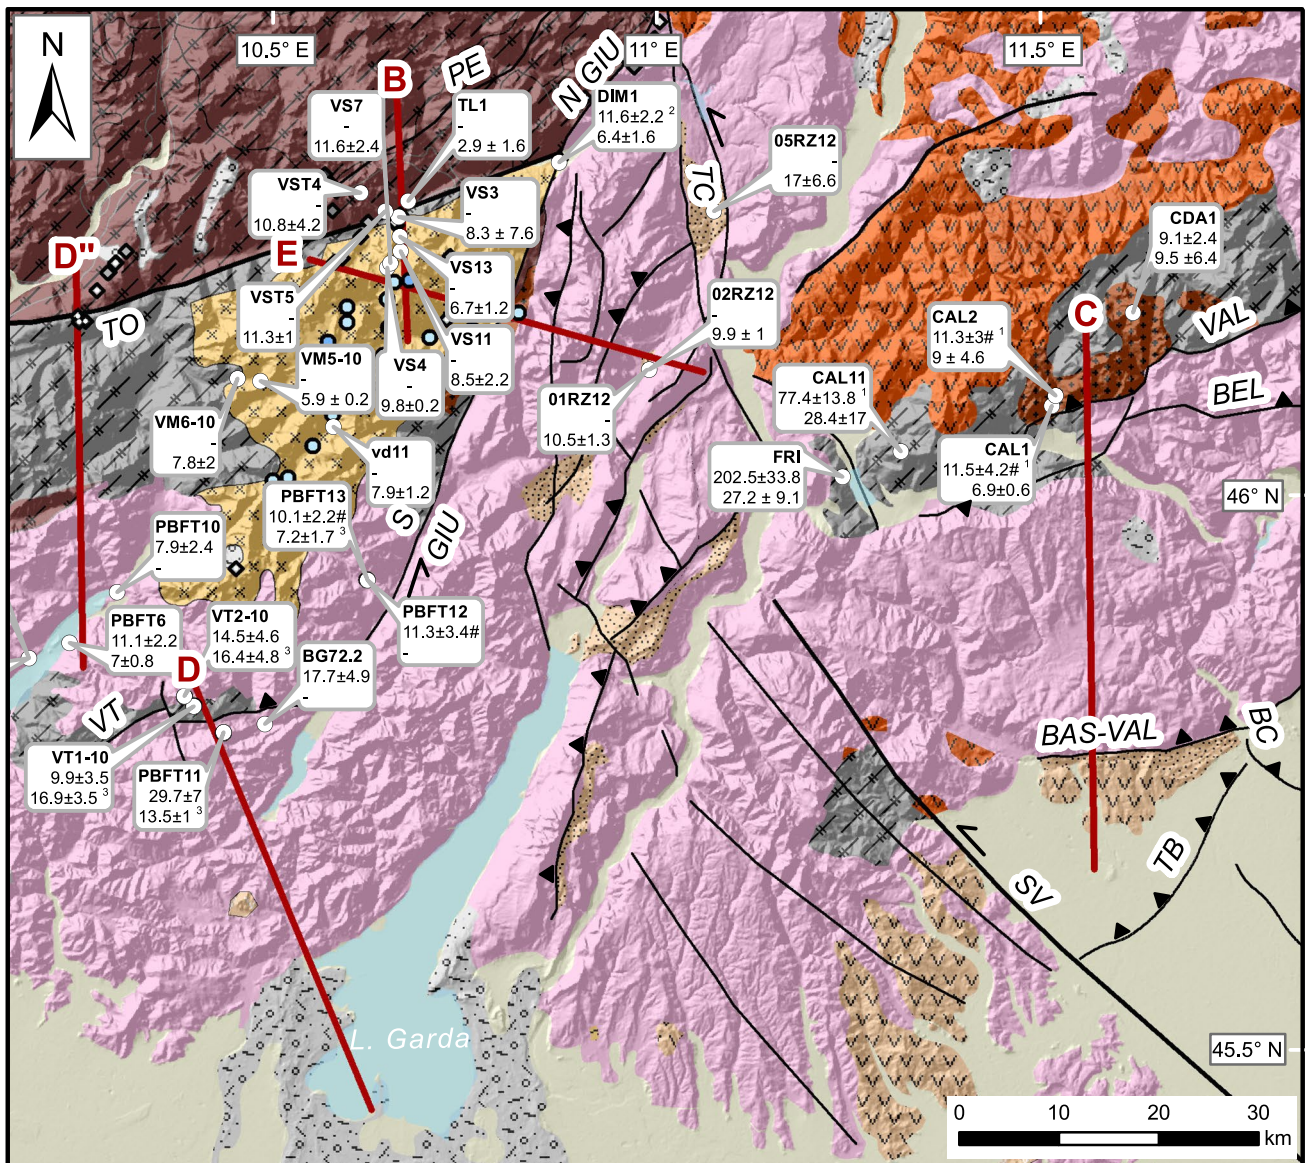 N
10.5° E
11° E
11.5° E
B
PE
N GIU
VS7
-
11.6±2.4
TL1
-
2.9 ± 1.6
DIM1
11.6±2.2 ²
6.4±1.6
05RZ12
-
17±6.6
VST4
-
10.8±4.2
VS3
-
8.3 ± 7.6
TC
CDA1
9.1±2.4
9.5 ±6.4
D"
E
TO
VST5
-
11.3±1
VS13
-
6.7±1.2
02RZ12
-
9.9 ± 1
CAL2
11.3±3# ¹
9 ± 4.6
C
VAL
VM5-10
-
5.9 ± 0.2
VS4
-
9.8±0.2
VS11
-
8.5±2.2
CAL11
77.4±13.8 ¹
28.4±17
BEL
VM6-10
-
7.8±2
01RZ12
-
10.5±1.3
vd11
-
7.9±1.2
FRI
202.5±33.8
27.2 ± 9.1
CAL1
11.5±4.2# ¹
6.9±0.6
46° N
PBFT13
10.1±2.2#
7.2±1.7 ³
S GIU
PBFT10
7.9±2.4
-
PBFT6
11.1±2.2
7±0.8
VT2-10
14.5±4.6
16.4±4.8 ³
PBFT12
11.3±3.4#
-
D
BG72.2
17.7±4.9
-
VT
VT1-10
9.9±3.5
16.9±3.5 ³
PBFT11
29.7±7
13.5±1 ³
BAS-VAL
BC
TB
SV
L. Garda
45.5° N
0 10 20 30
km